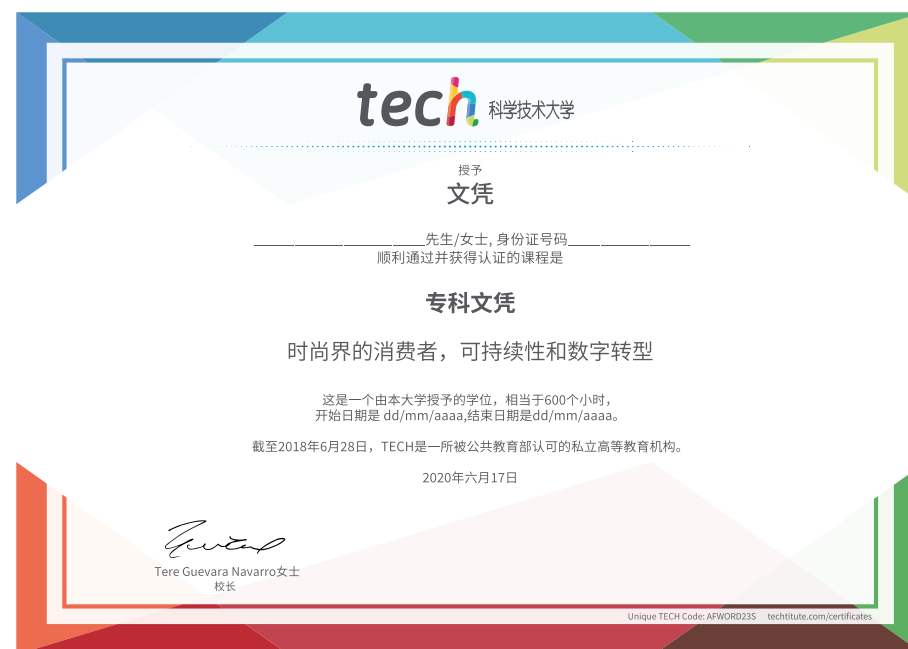 tech 科学技术大学
授予
文凭
____________________先生/女士, 身份证号码______________
顺利通过并获得认证的课程是
专科文凭
时尚界的消费者，可持续性和数字转型
这是一个由本大学授予的学位，相当于600个小时，
开始日期是 dd/mm/aaaa,结束日期是dd/mm/aaaa。
截至2018年6月28日，TECH是一所被公共教育部认可的私立高等教育机构。
2020年六月17日
Tere Guevara Navarro女士
校长
Unique TECH Code: AFWORD23S techtitute.com/certificates